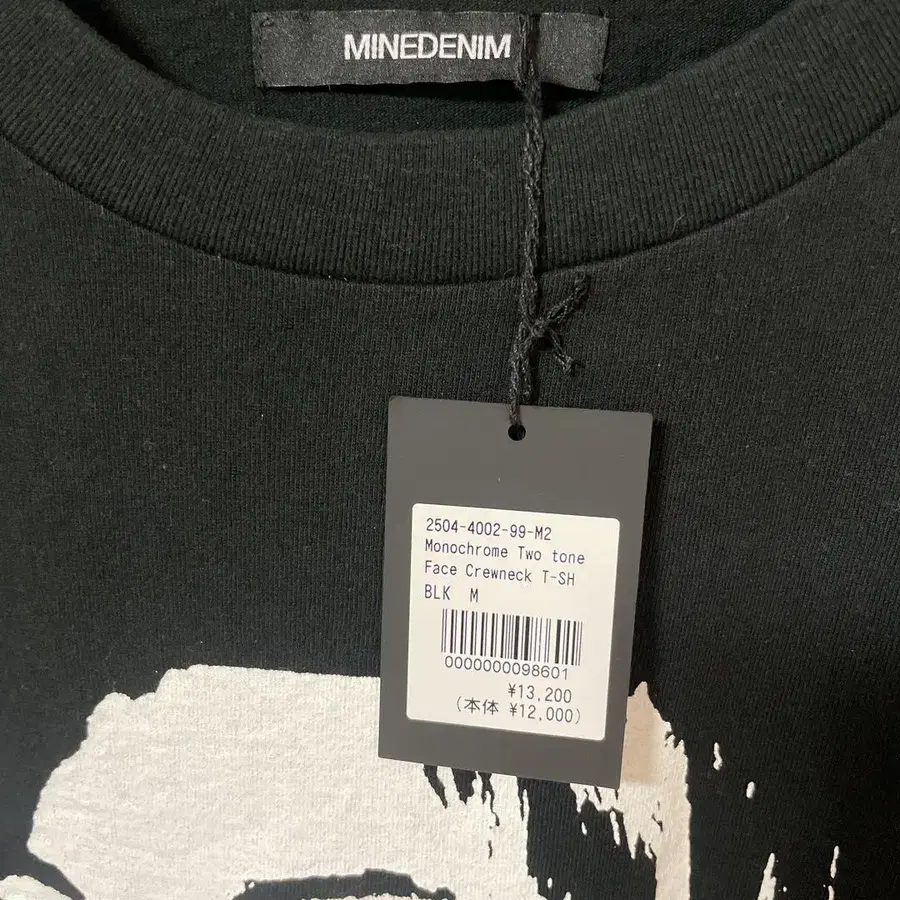 MINEDENIM
2504-4002-99-M2
Monochrome Two tone
Face Crewneck T-SH
BLK M
0000000098601
¥13,200
(本体 ¥12,000)